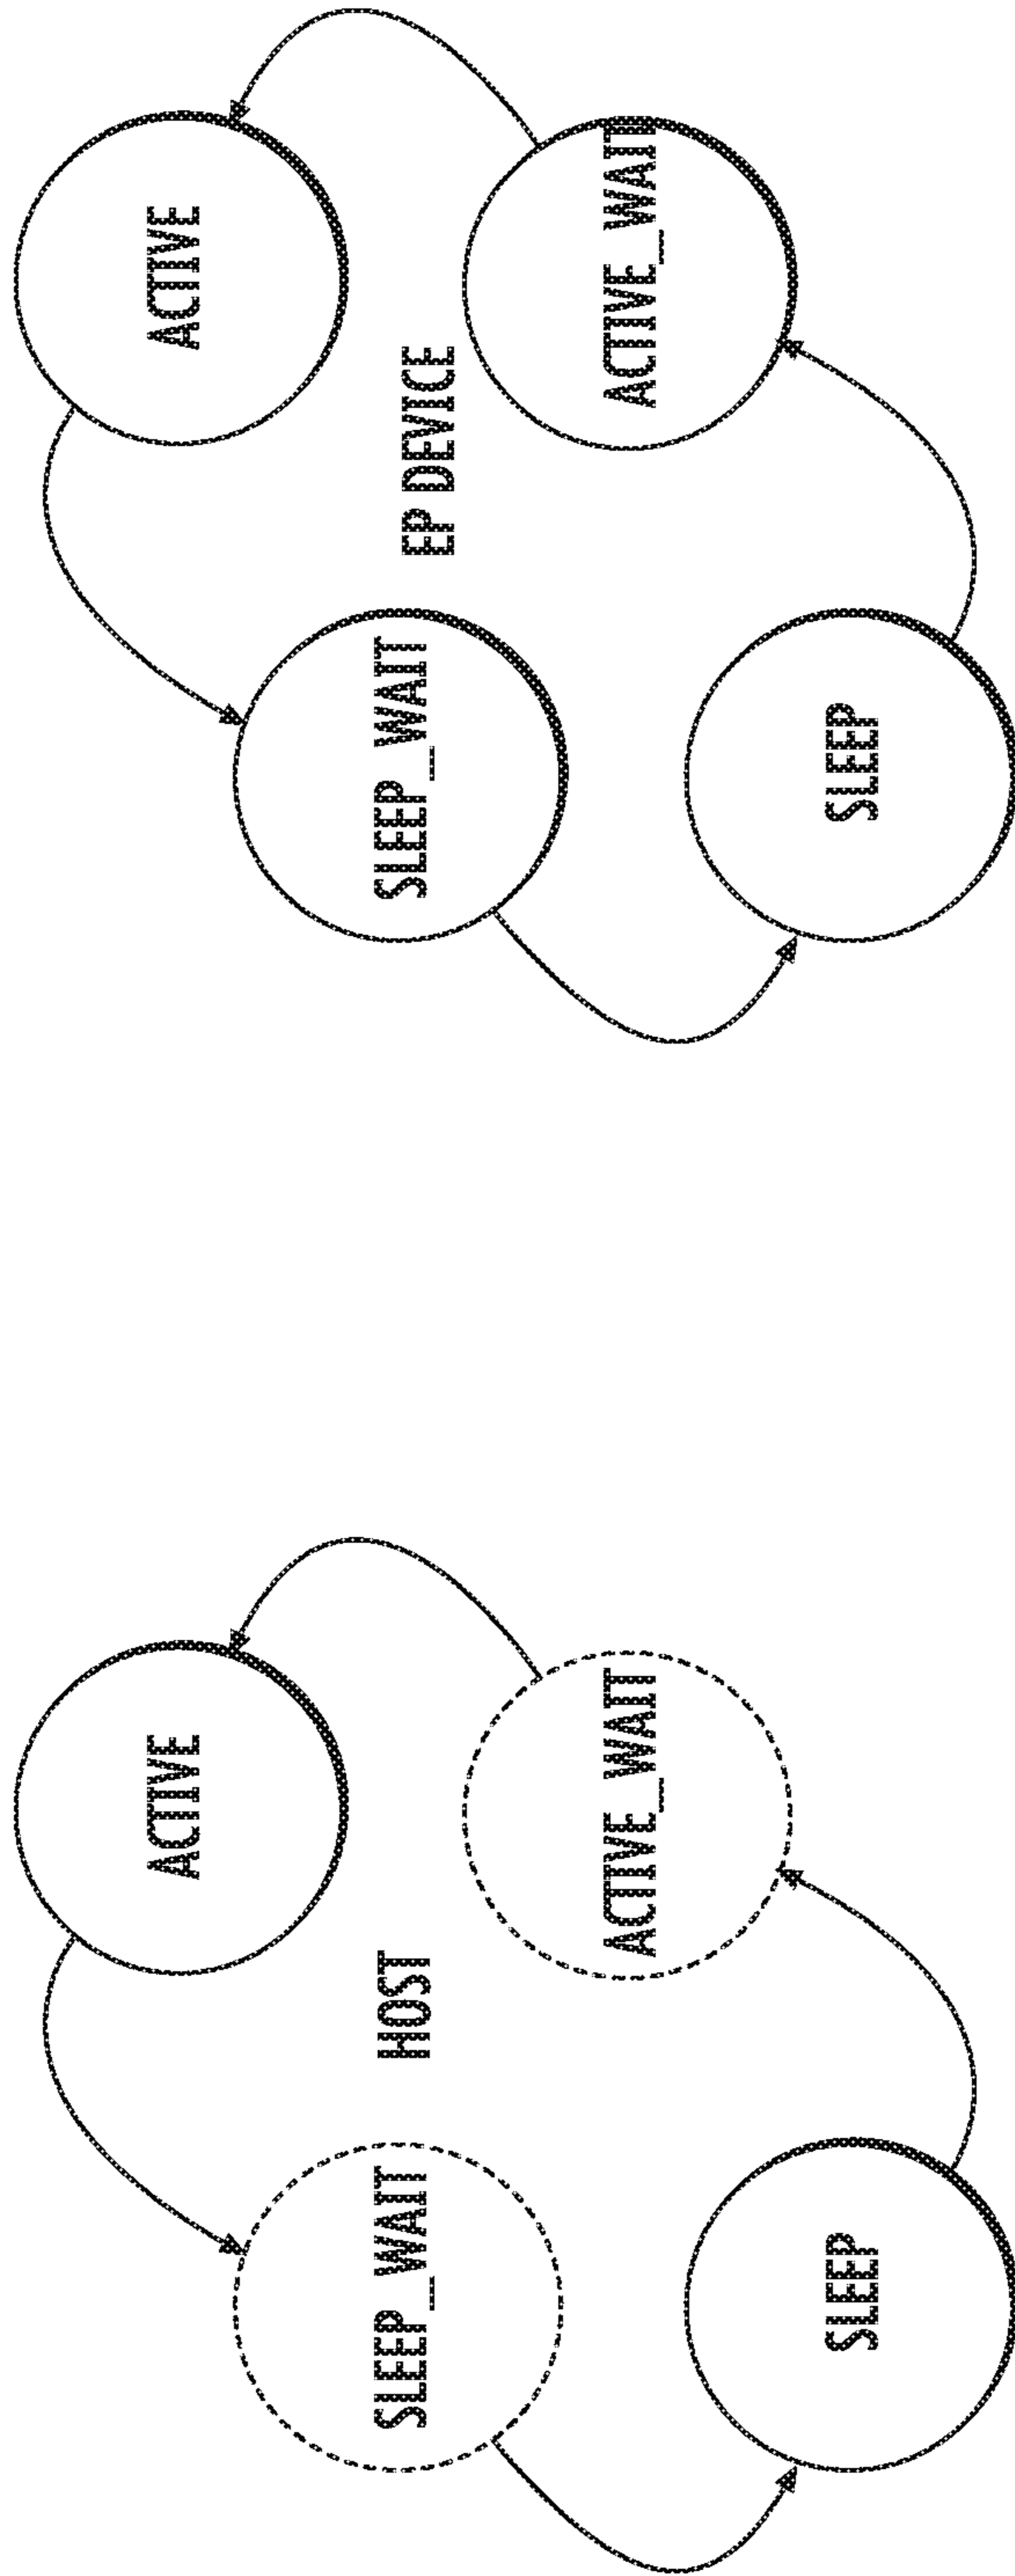 ACTIVE
SLEEP_WAIT
HOST
ACTIVE_WAIT
SLEEP
ACTIVE
SLEEP_WAIT
EP DEVICE
ACTIVE_WAIT
SLEEP